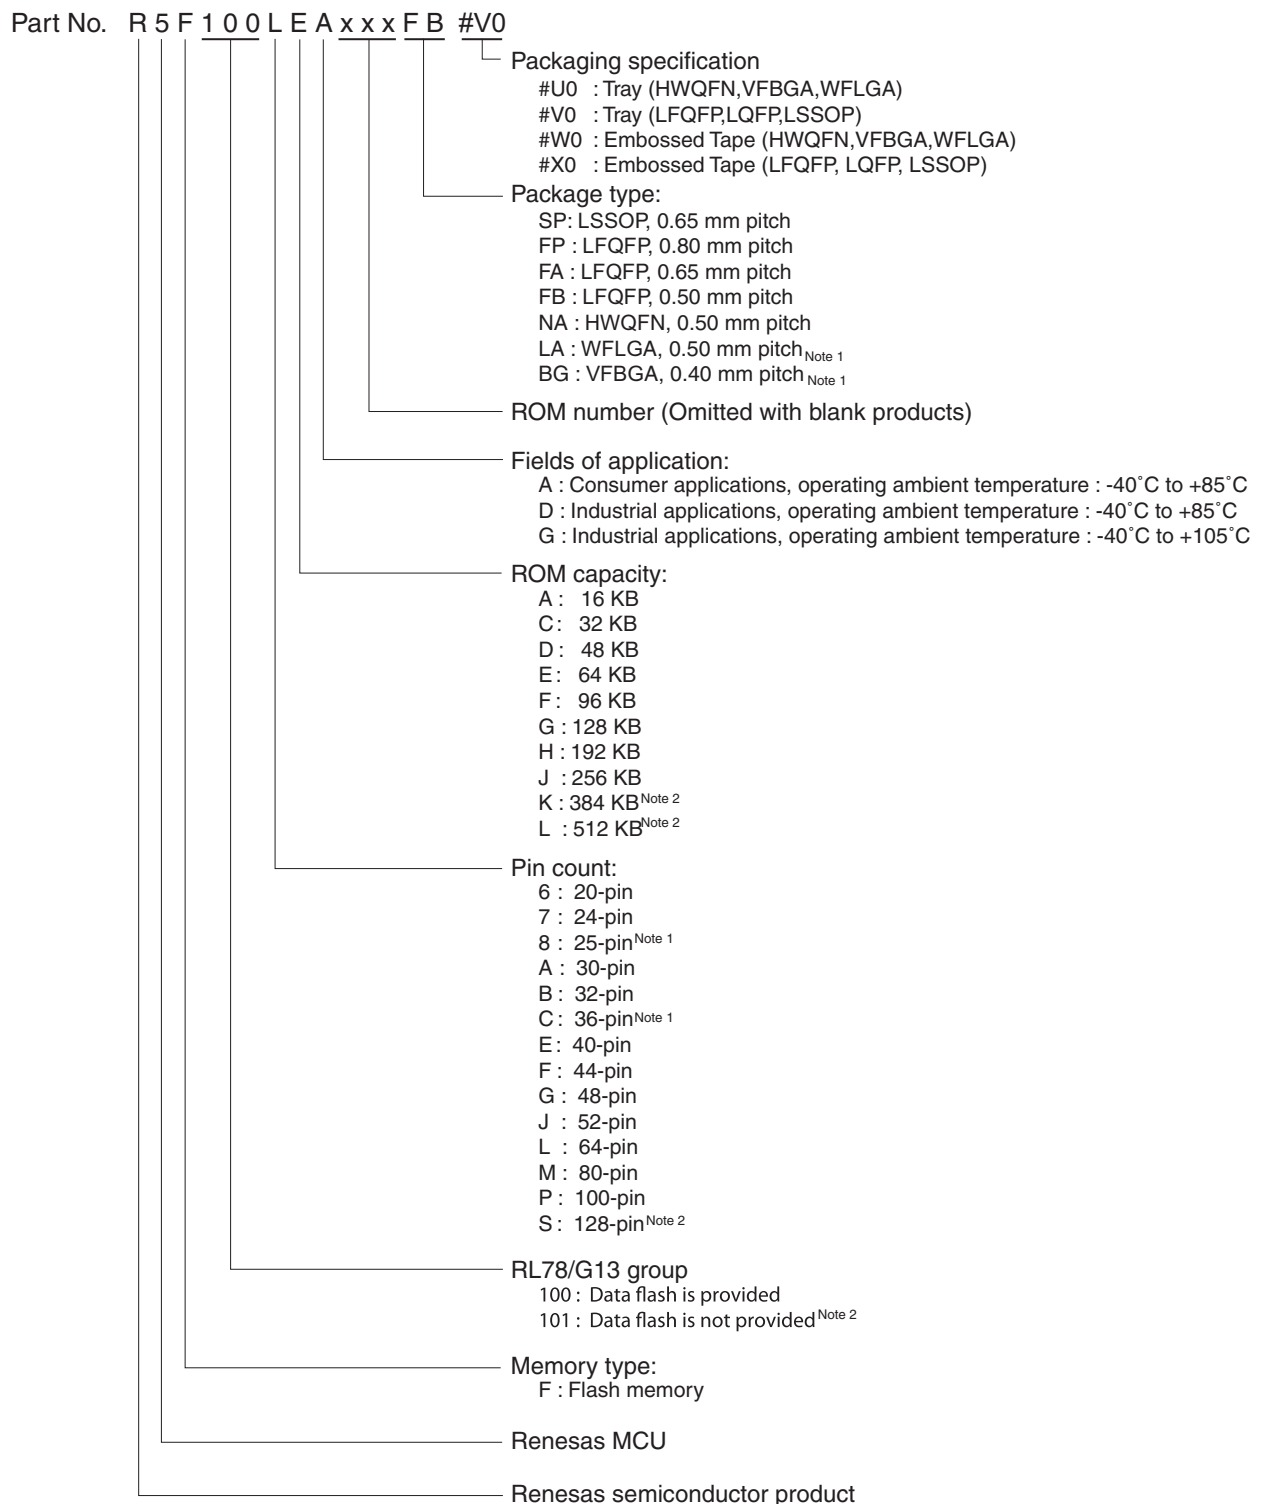 Part No. R 5 F 1 0 0 L E A x x x F B #V0
Packaging specification
#U0 : Tray (HWQFN,VFBGA,WFLGA)
#V0 : Tray (LFQFP,LQFP,LSSOP)
#W0 : Embossed Tape (HWQFN,VFBGA,WFLGA)
#X0 : Embossed Tape (LFQFP, LQFP, LSSOP)
Package type:
SP: LSSOP, 0.65 mm pitch
FP : LFQFP, 0.80 mm pitch
FA : LFQFP, 0.65 mm pitch
FB : LFQFP, 0.50 mm pitch
NA : HWQFN, 0.50 mm pitch
LA : WFLGA, 0.50 mm pitch Note 1
BG : VFBGA, 0.40 mm pitch Note 1
ROM number (Omitted with blank products)
Fields of application:
A : Consumer applications, operating ambient temperature : -40˚C to +85˚C
D : Industrial applications, operating ambient temperature : -40˚C to +85˚C
G : Industrial applications, operating ambient temperature : -40˚C to +105˚C
ROM capacity:
A : 16 KB
C : 32 KB
D : 48 KB
E : 64 KB
F : 96 KB
G : 128 KB
H : 192 KB
J : 256 KB
K : 384 KB Note 2
L : 512 KB Note 2
Pin count:
6 : 20-pin
7 : 24-pin
8 : 25-pin Note 1
A : 30-pin
B : 32-pin
C : 36-pin Note 1
E : 40-pin
F : 44-pin
G : 48-pin
J : 52-pin
L : 64-pin
M : 80-pin
P : 100-pin
S : 128-pin Note 2
RL78/G13 group
100 : Data flash is provided
101 : Data flash is not provided Note 2
Memory type:
F : Flash memory
Renesas MCU
Renesas semiconductor product